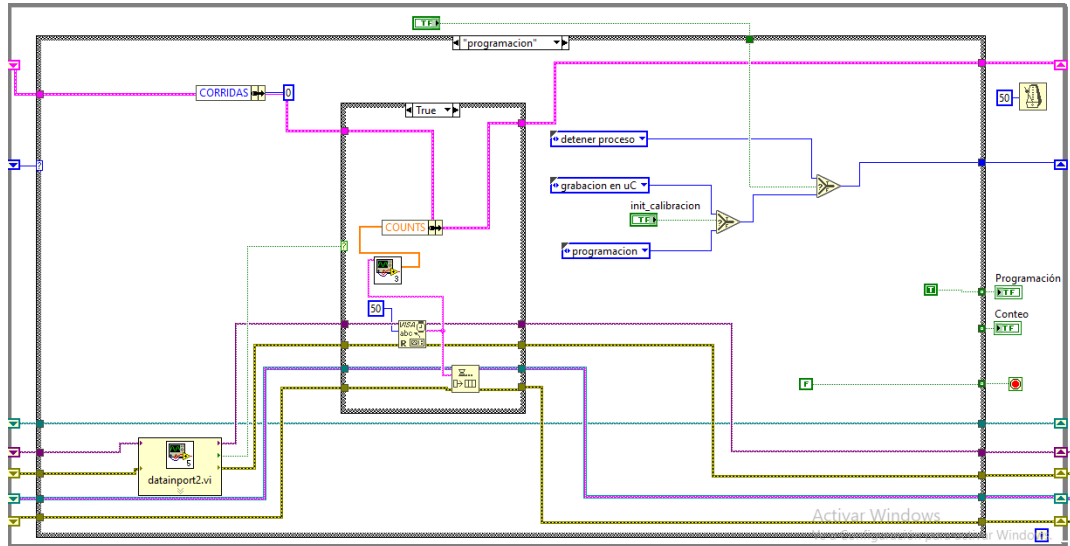 TF
"programacion"
CORRIDAS
0
50
True
detener proceso
grabacion en uC
init_calibracion
TF
COUNTS
programacion
3
Programación
T
TF
50
Conteo
TF
VISA
abc
R
F
5
datainport2.vi
Activar Windows
i